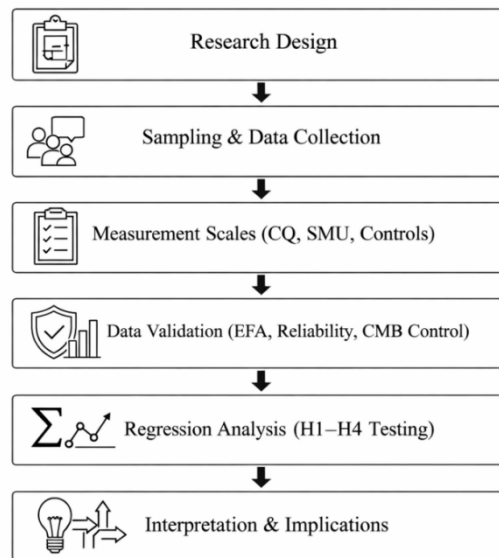 Research Design
Sampling & Data Collection
Measurement Scales (CQ, SMU, Controls)
Data Validation (EFA, Reliability, CMB Control)
Σ Regression Analysis (H1–H4 Testing)
Interpretation & Implications